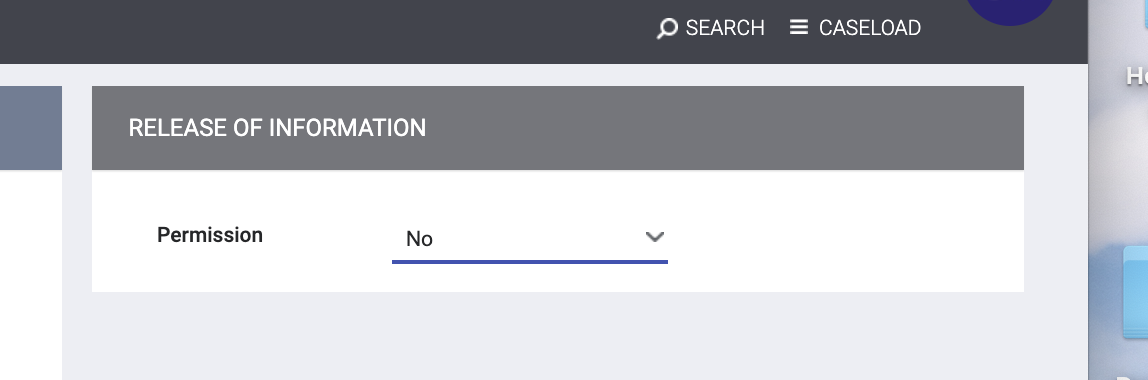 SEARCH CASELOAD
RELEASE OF INFORMATION
Permission No